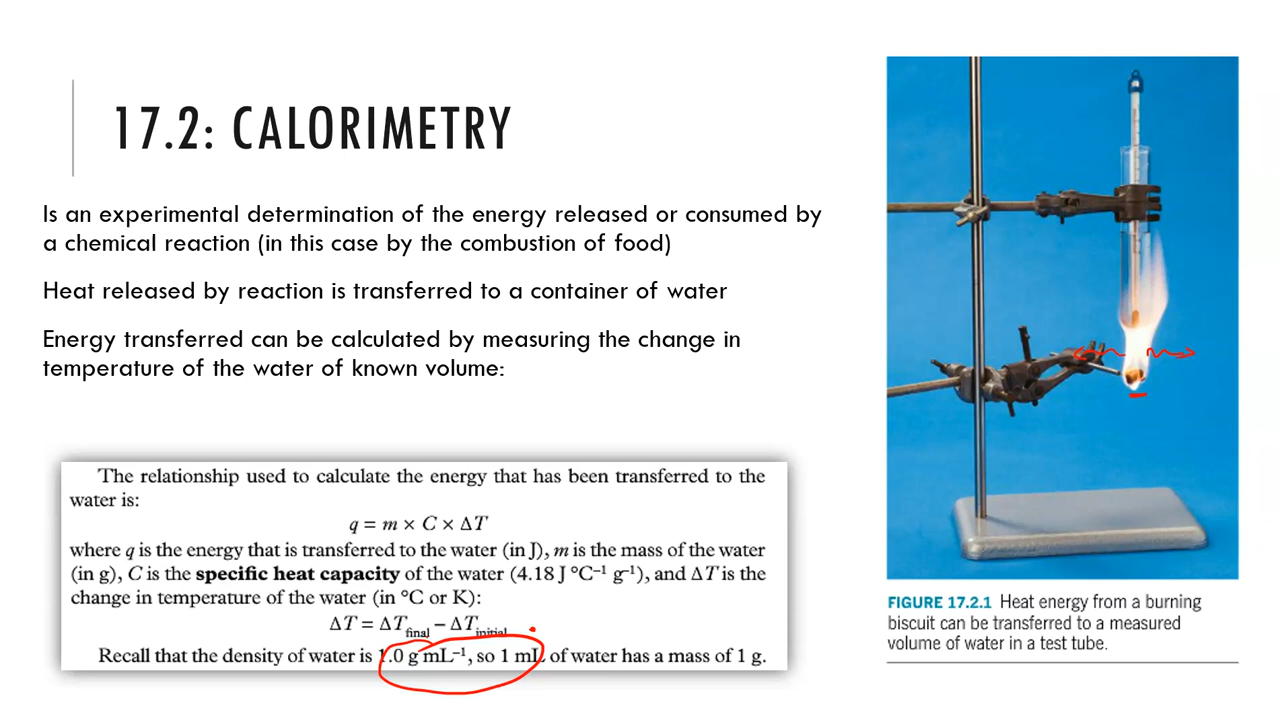 17.2: CALORIMETRY
Is an experimental determination of the energy released or consumed by
a chemical reaction (in this case by the combustion of food)
Heat released by reaction is transferred to a container of water
Energy transferred can be calculated by measuring the change in
temperature of the water of known volume:
The relationship used to calculate the energy that has been transferred to the
water is:
q = m × C × ΔT
where q is the energy that is transferred to the water (in J), m is the mass of the water
(in g), C is the specific heat capacity of the water (4.18 J °C⁻¹ g⁻¹), and ΔT is the
change in temperature of the water (in °C or K):
ΔT = ΔT_final − ΔT_initial
Recall that the density of water is 1.0 g mL⁻¹, so 1 mL of water has a mass of 1 g.
FIGURE 17.2.1 Heat energy from a burning
biscuit can be transferred to a measured
volume of water in a test tube.